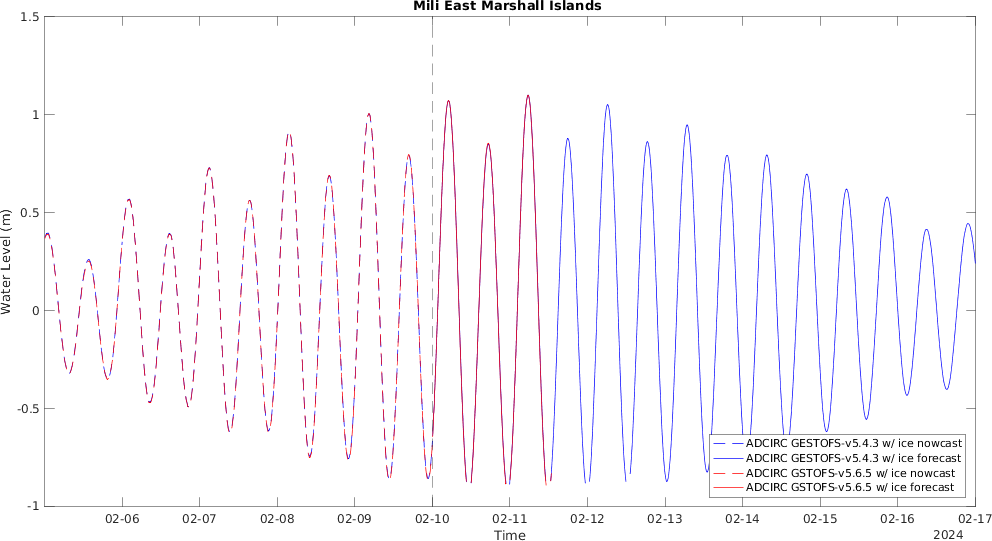 Mili East Marshall Islands
1.5
1
0.5
0
-0.5
-1
Water Level (m)
ADCIRC GESTOFS-v5.4.3 w/ ice nowcast
ADCIRC GESTOFS-v5.4.3 w/ ice forecast
ADCIRC GSTOFS-v5.6.5 w/ ice nowcast
ADCIRC GSTOFS-v5.6.5 w/ ice forecast
02-06 02-07 02-08 02-09 02-10 02-11 02-12 02-13 02-14 02-15 02-16 02-17
Time
2024